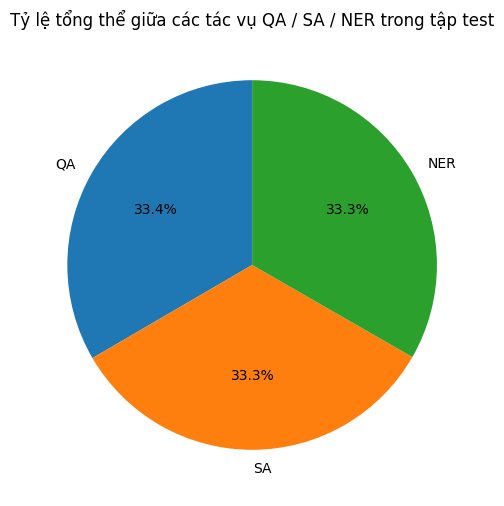 Tỷ lệ tổng thể giữa các tác vụ QA / SA / NER trong tập test
QA
NER
33.4%
33.3%
33.3%
SA